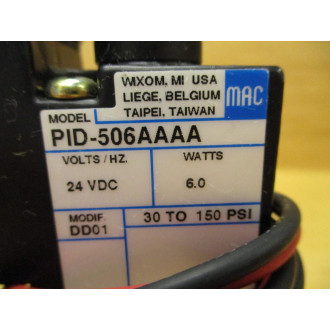 WIXOM, MI USA
LIEGE, BELGIUM
TAIPEI, TAIWAN
MAC
MODEL
PID-506AAAA
VOLTS/HZ.
WATTS
24 VDC
6.0
MODIF.
DD01
30 TO 150 PSI